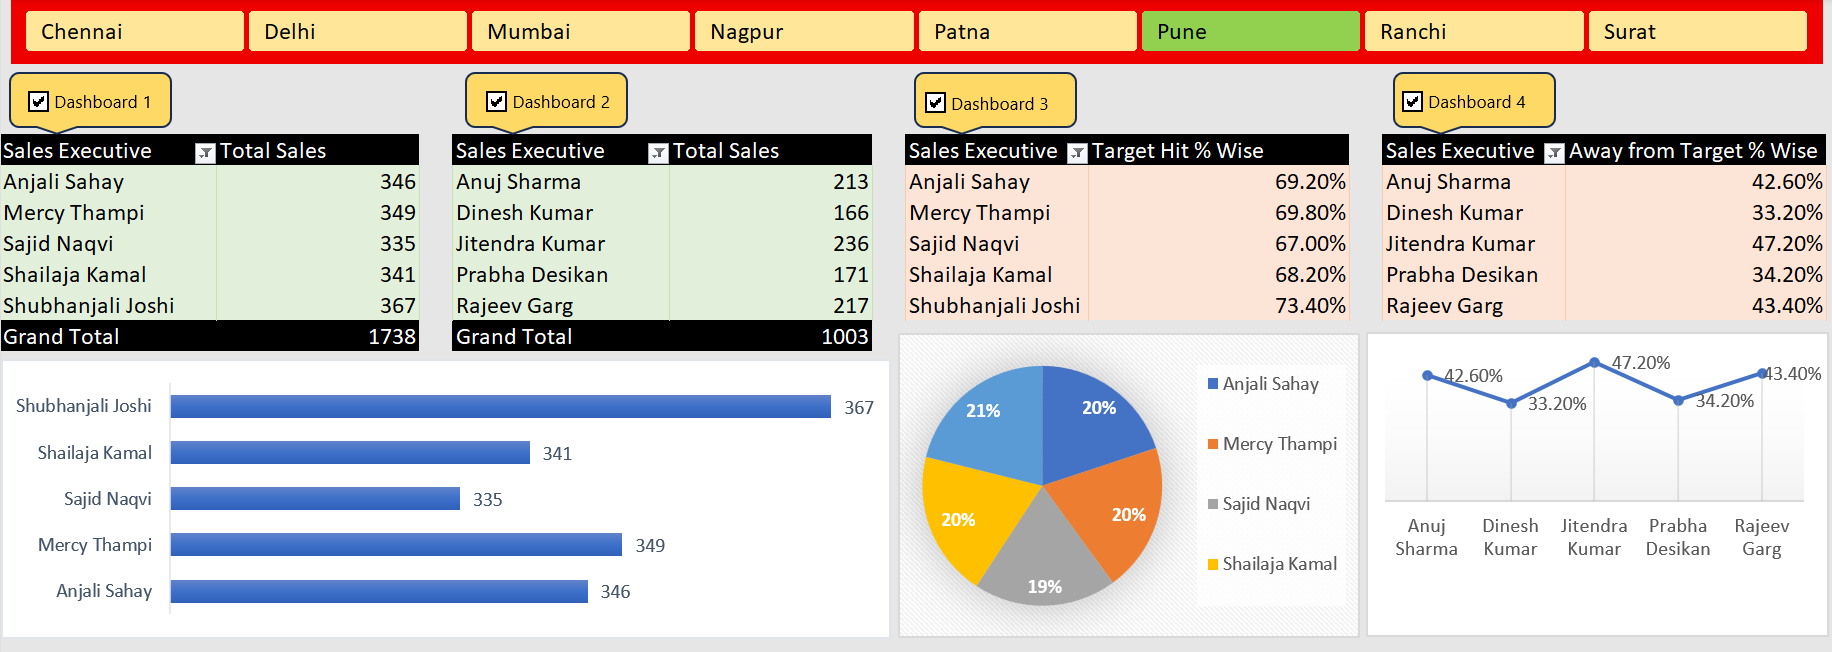 Chennai Delhi Mumbai Nagpur Patna Pune Ranchi Surat
Dashboard 1 Dashboard 2 Dashboard 3 Dashboard 4
Sales Executive Total Sales
Anjali Sahay 346
Mercy Thampi 349
Sajid Naqvi 335
Shailaja Kamal 341
Shubhanjali Joshi 367
Grand Total 1738
Sales Executive Total Sales
Anuj Sharma 213
Dinesh Kumar 166
Jitendra Kumar 236
Prabha Desikan 171
Rajeev Garg 217
Grand Total 1003
Sales Executive Target Hit % Wise
Anjali Sahay 69.20%
Mercy Thampi 69.80%
Sajid Naqvi 67.00%
Shailaja Kamal 68.20%
Shubhanjali Joshi 73.40%
Sales Executive Away from Target % Wise
Anuj Sharma 42.60%
Dinesh Kumar 33.20%
Jitendra Kumar 47.20%
Prabha Desikan 34.20%
Rajeev Garg 43.40%
Shubhanjali Joshi 367
Shailaja Kamal 341
Sajid Naqvi 335
Mercy Thampi 349
Anjali Sahay 346
21% 20%
20% 20%
19%
Anjali Sahay
Mercy Thampi
Sajid Naqvi
Shailaja Kamal
42.60% 33.20% 47.20% 34.20% 43.40%
Anuj Dinesh Jitendra Prabha Rajeev
Sharma Kumar Kumar Desikan Garg